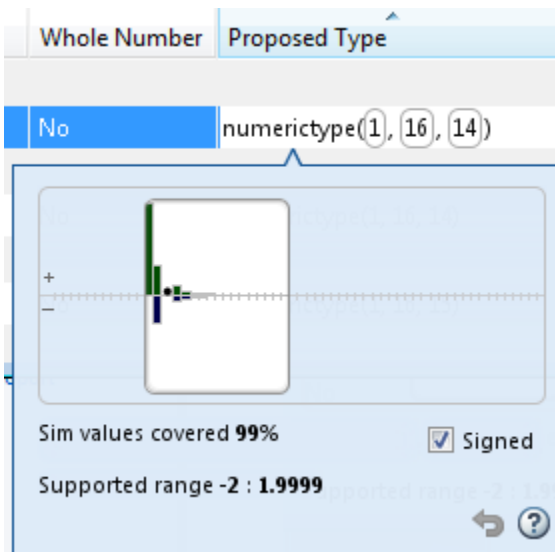 Whole Number Proposed Type
No numerictype(1, 16, 14)
+
–
Sim values covered 99%
Signed
Supported range -2 : 1.9999
?